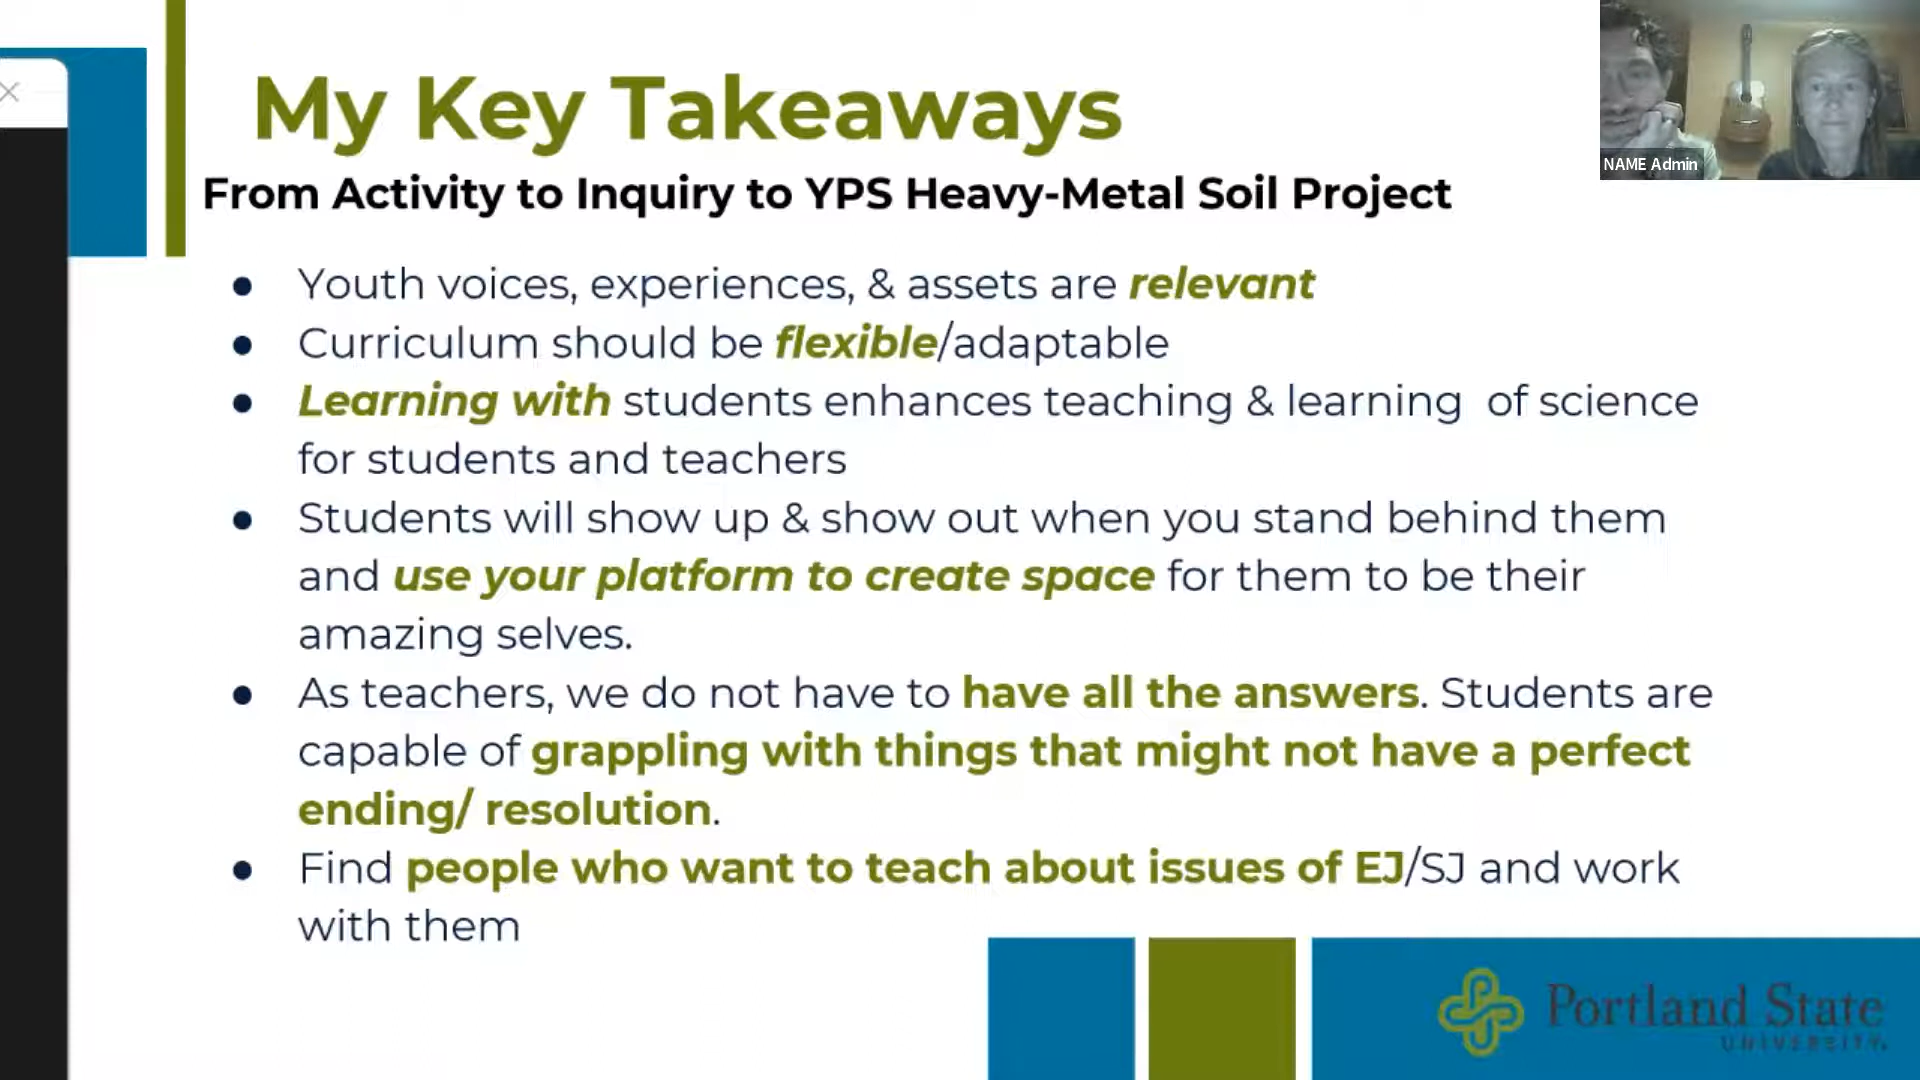 My Key Takeaways
NAME Admin
From Activity to Inquiry to YPS Heavy-Metal Soil Project
● Youth voices, experiences, & assets are relevant
● Curriculum should be flexible/adaptable
● Learning with students enhances teaching & learning of science
for students and teachers
● Students will show up & show out when you stand behind them
and use your platform to create space for them to be their
amazing selves.
● As teachers, we do not have to have all the answers. Students are
capable of grappling with things that might not have a perfect
ending/ resolution.
● Find people who want to teach about issues of EJ/SJ and work
with them
Portland State
UNIVERSITY